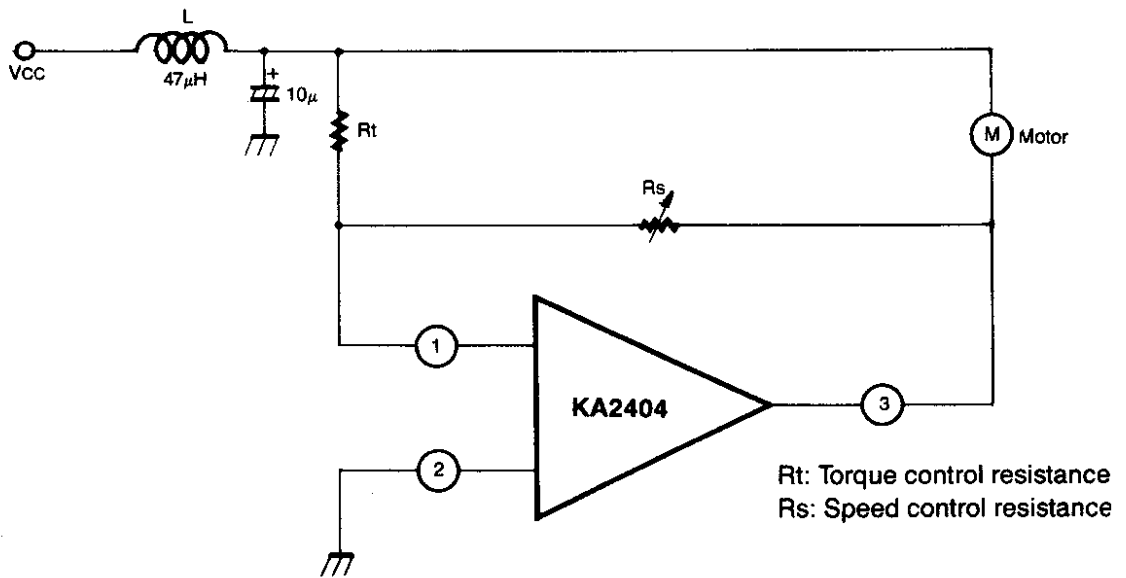 L
Vcc
47μH
+
10μ
Rt
M Motor
Rs
1
KA2404
3
2
Rt: Torque control resistance
Rs: Speed control resistance